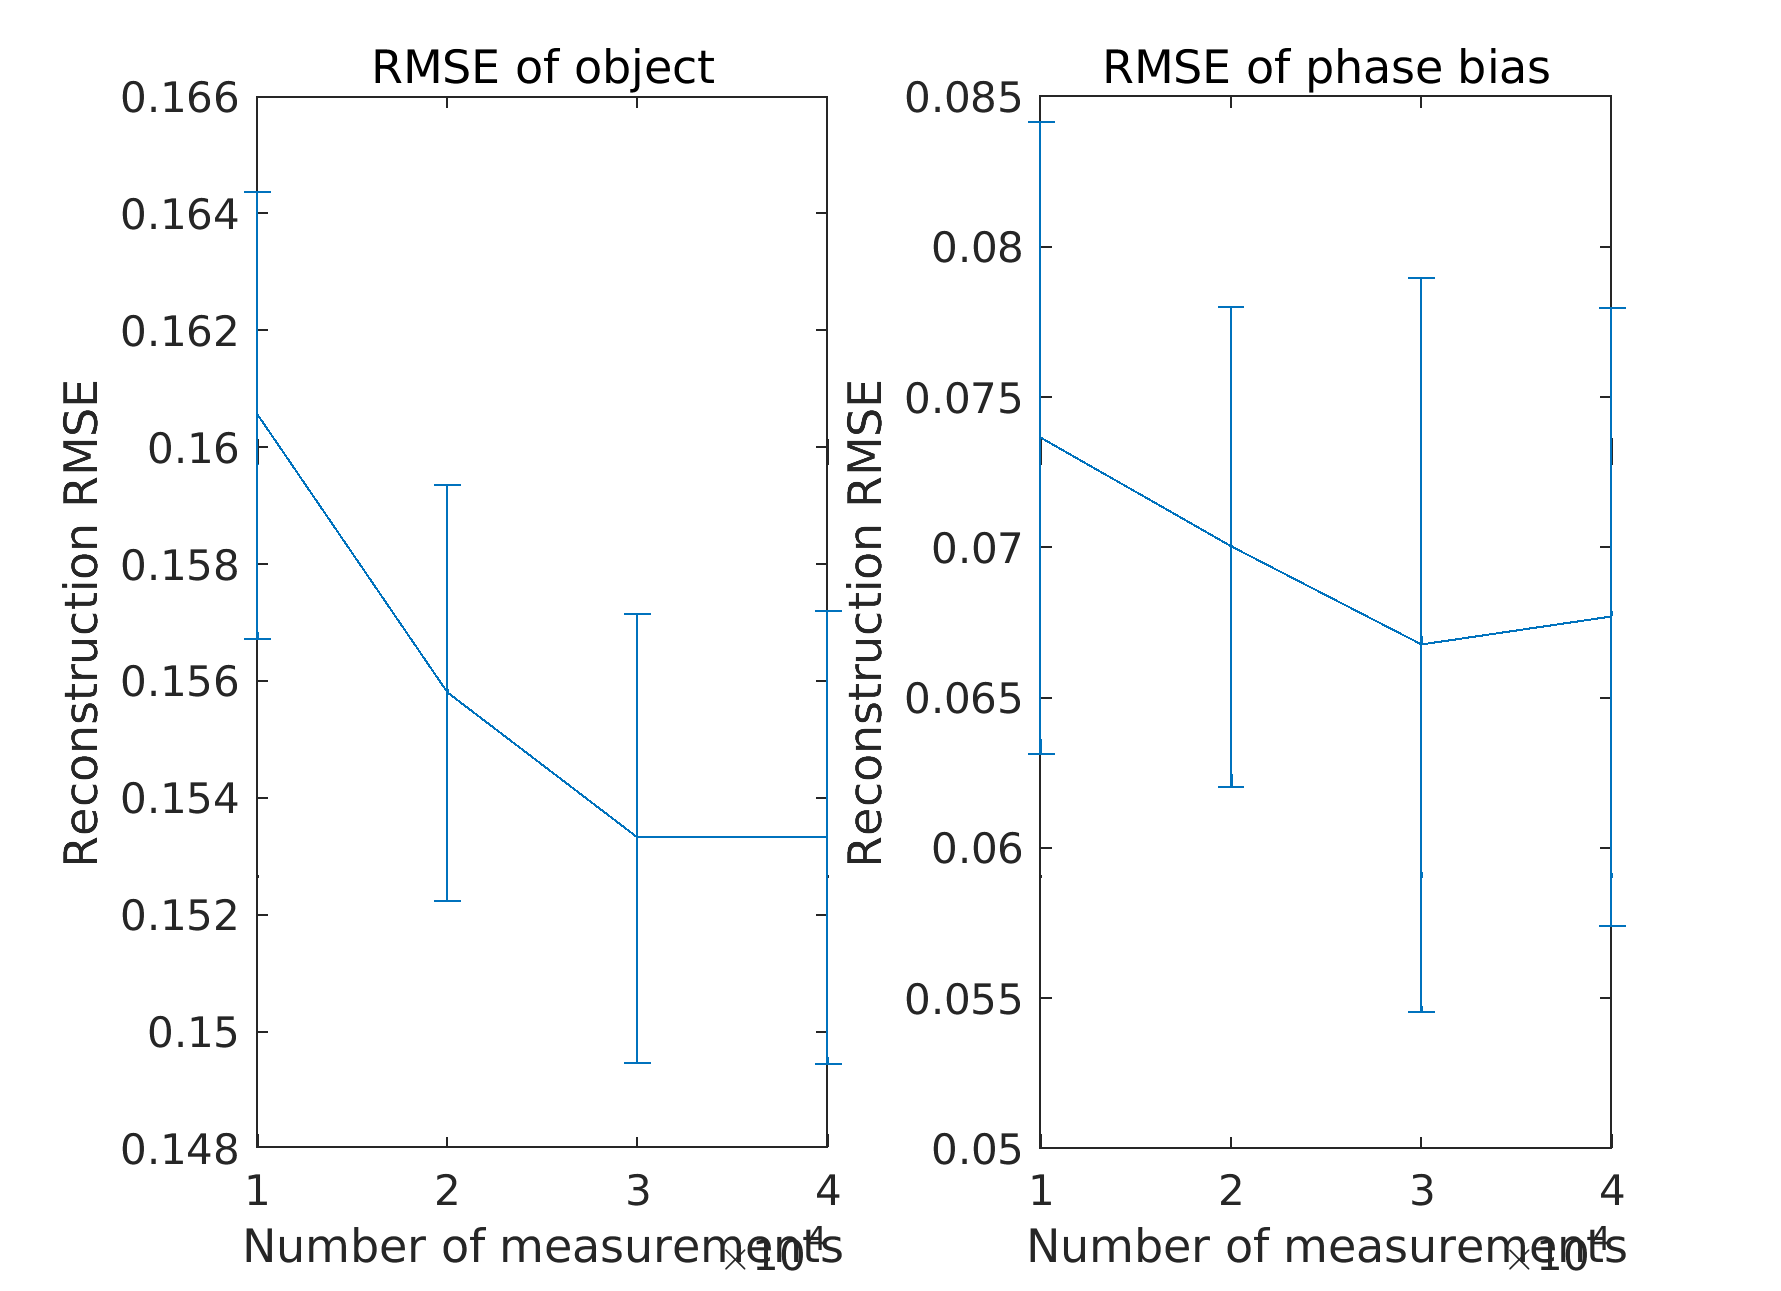 RMSE of object
0.166
0.164
0.162
0.16
0.158
0.156
0.154
0.152
0.15
0.148
Reconstruction RMSE
1 2 3 4
Number of measurements
×10^4
RMSE of phase bias
0.085
0.08
0.075
0.07
0.065
0.06
0.055
0.05
Reconstruction RMSE
1 2 3 4
Number of measurements
×10^4